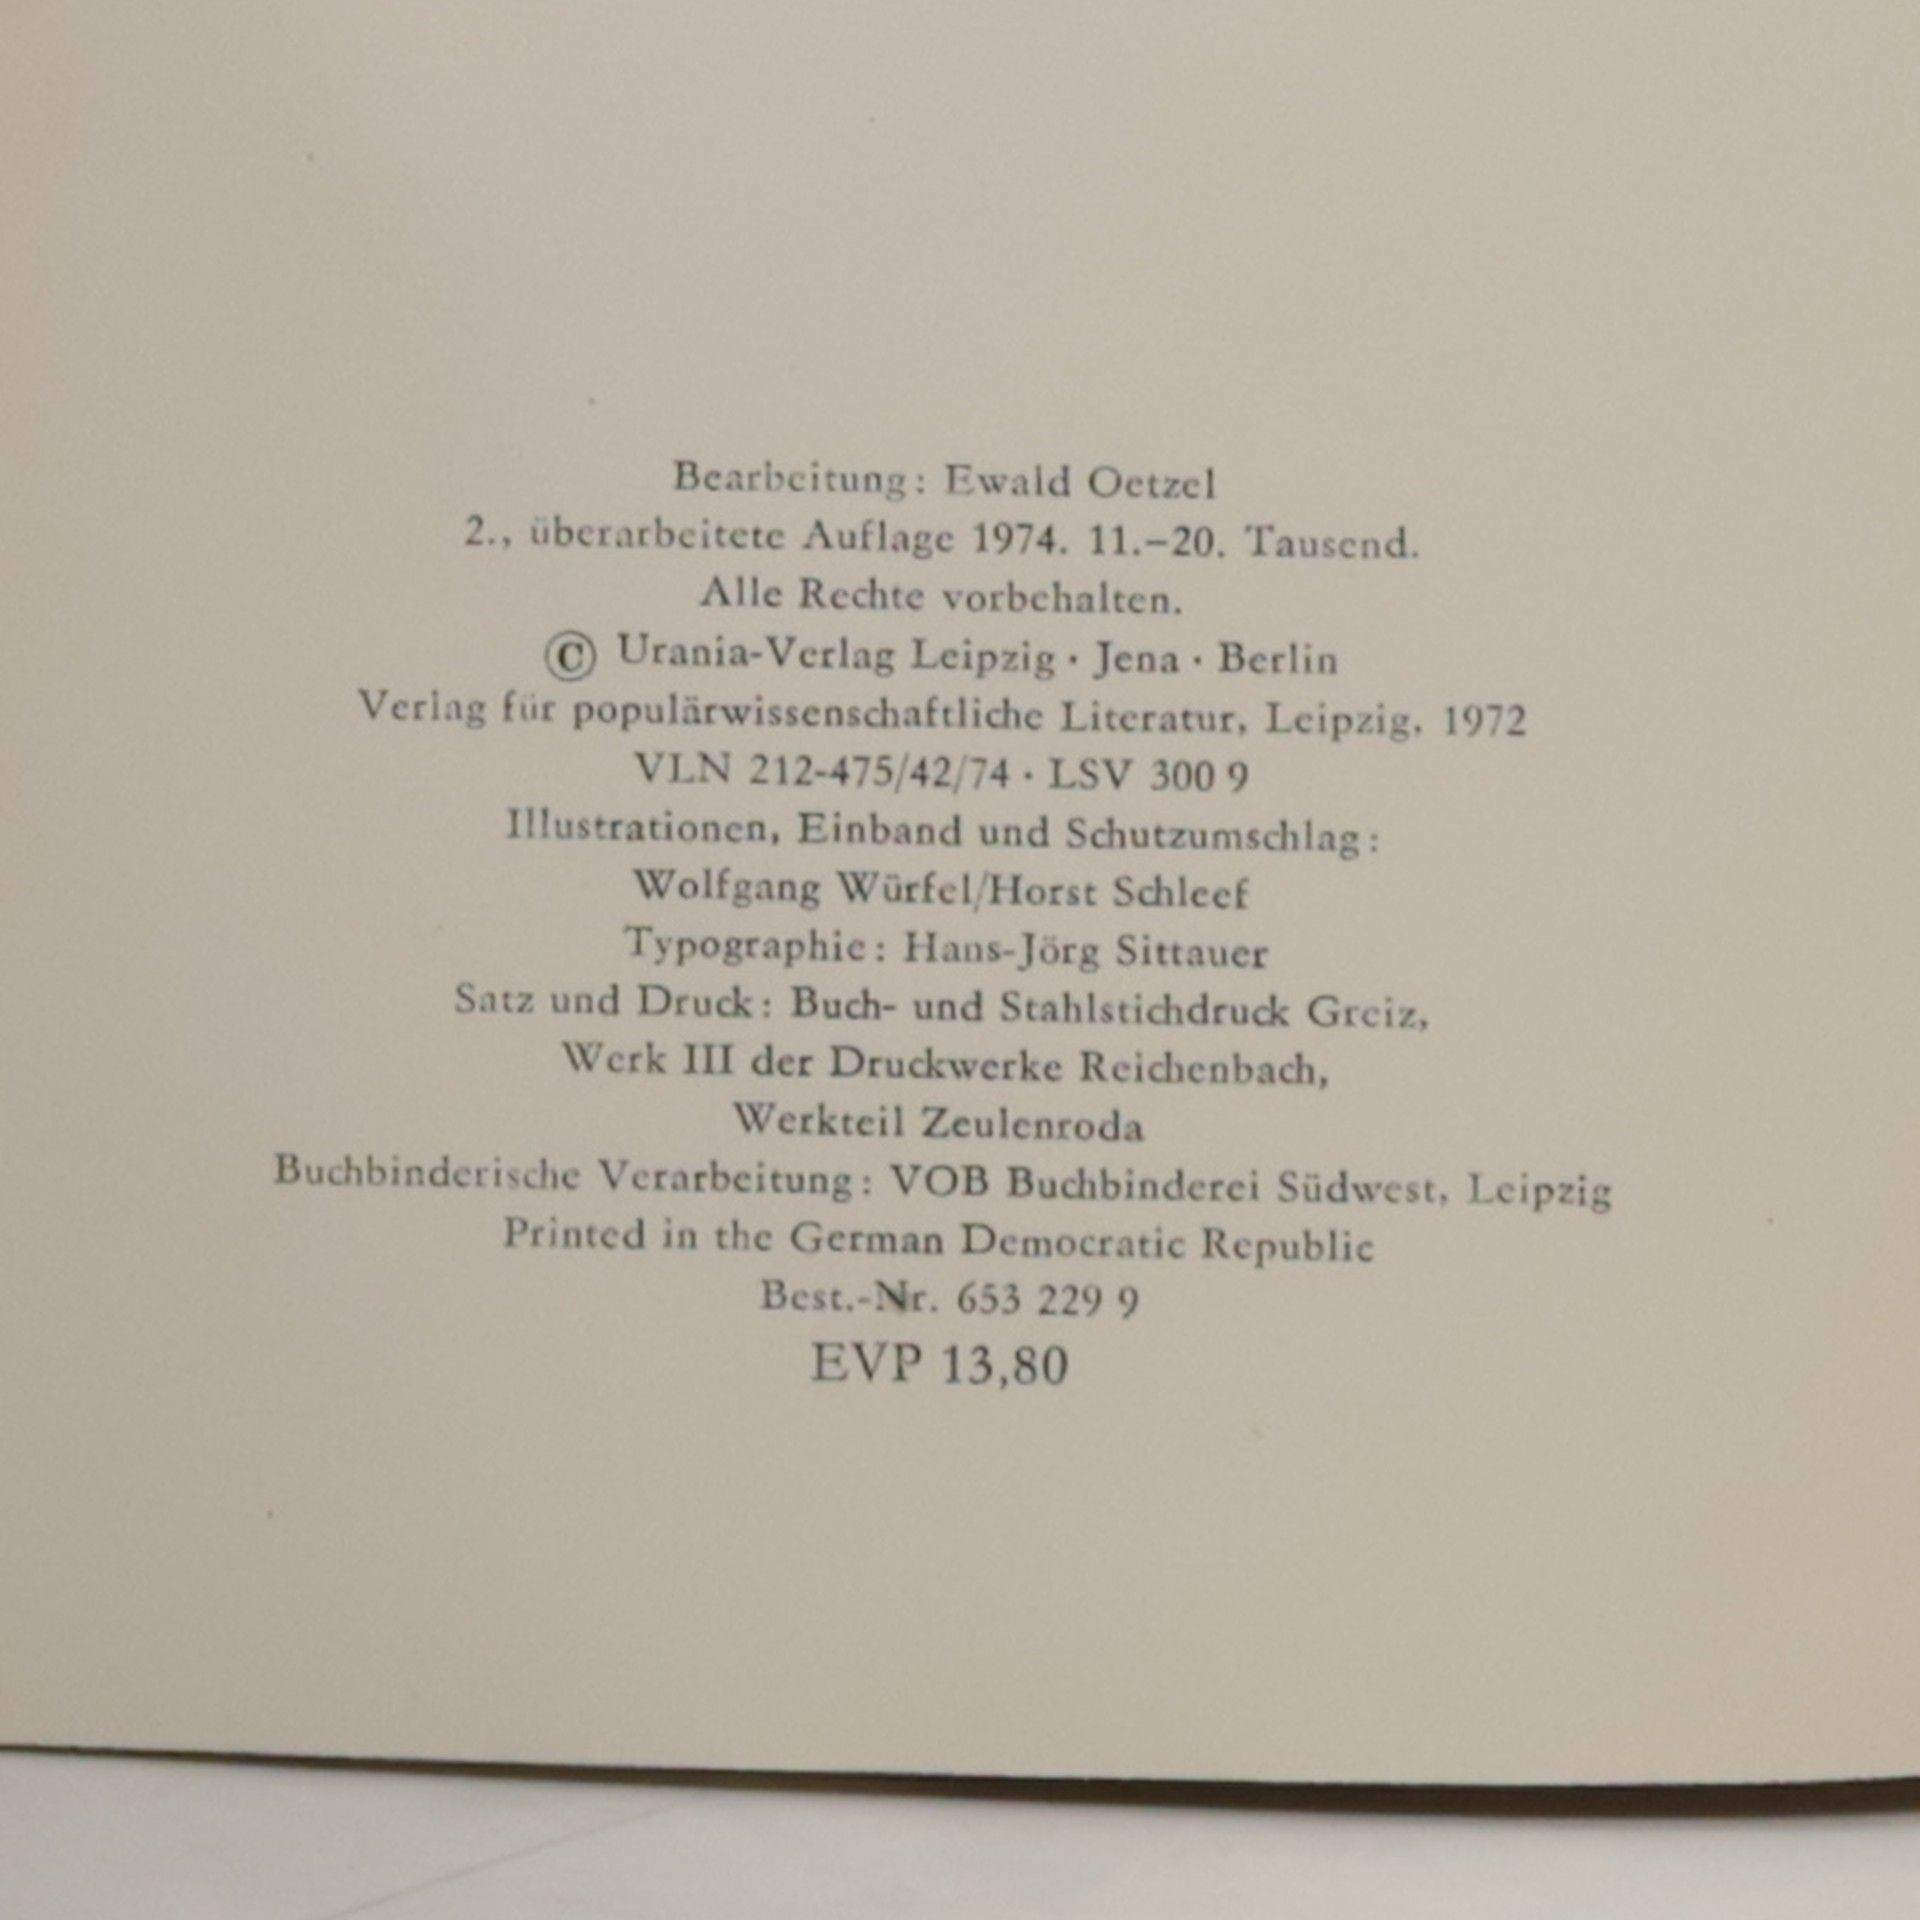 Bearbeitung: Ewald Oetzel
2., überarbeitete Auflage 1974. 11.–20. Tausend.
Alle Rechte vorbehalten.
© Urania-Verlag Leipzig · Jena · Berlin
Verlag für populärwissenschaftliche Literatur, Leipzig, 1972
VLN 212-475/42/74 · LSV 300 9
Illustrationen, Einband und Schutzumschlag:
Wolfgang Würfel/Horst Schleef
Typographie: Hans-Jörg Sittauer
Satz und Druck: Buch- und Stahlstichdruck Greiz,
Werk III der Druckwerke Reichenbach,
Werkteil Zeulenroda
Buchbinderische Verarbeitung: VOB Buchbinderei Südwest, Leipzig
Printed in the German Democratic Republic
Best.-Nr. 653 229 9
EVP 13,80